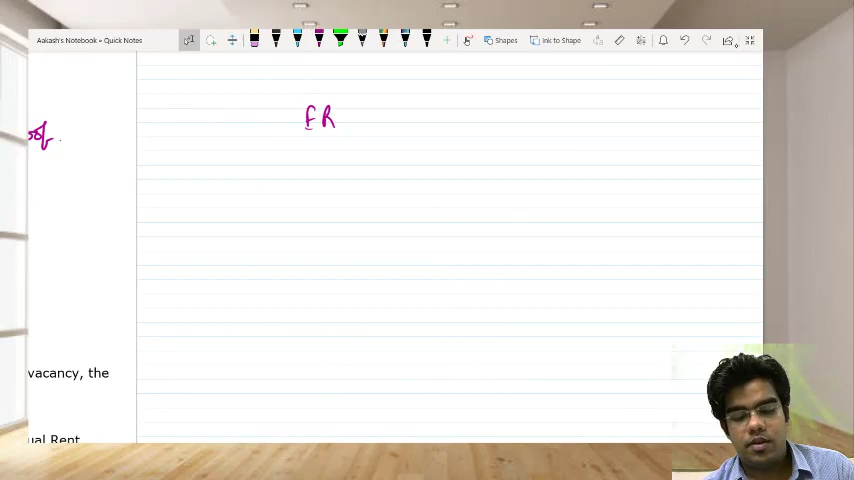 Aakash's Notebook » Quick Notes
Shapes
Ink to Shape
FR
vacancy, the
ual Rent